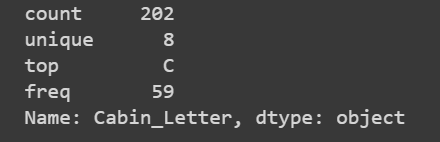 count     202
unique      8
top         C
freq       59
Name: Cabin_Letter, dtype: object